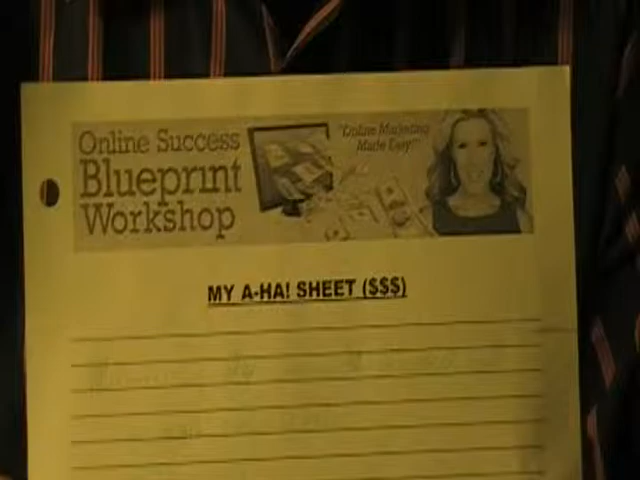 Online Success
Blueprint
Workshop
"Online Marketing
Made Easy"
MY A-HA! SHEET ($$$)